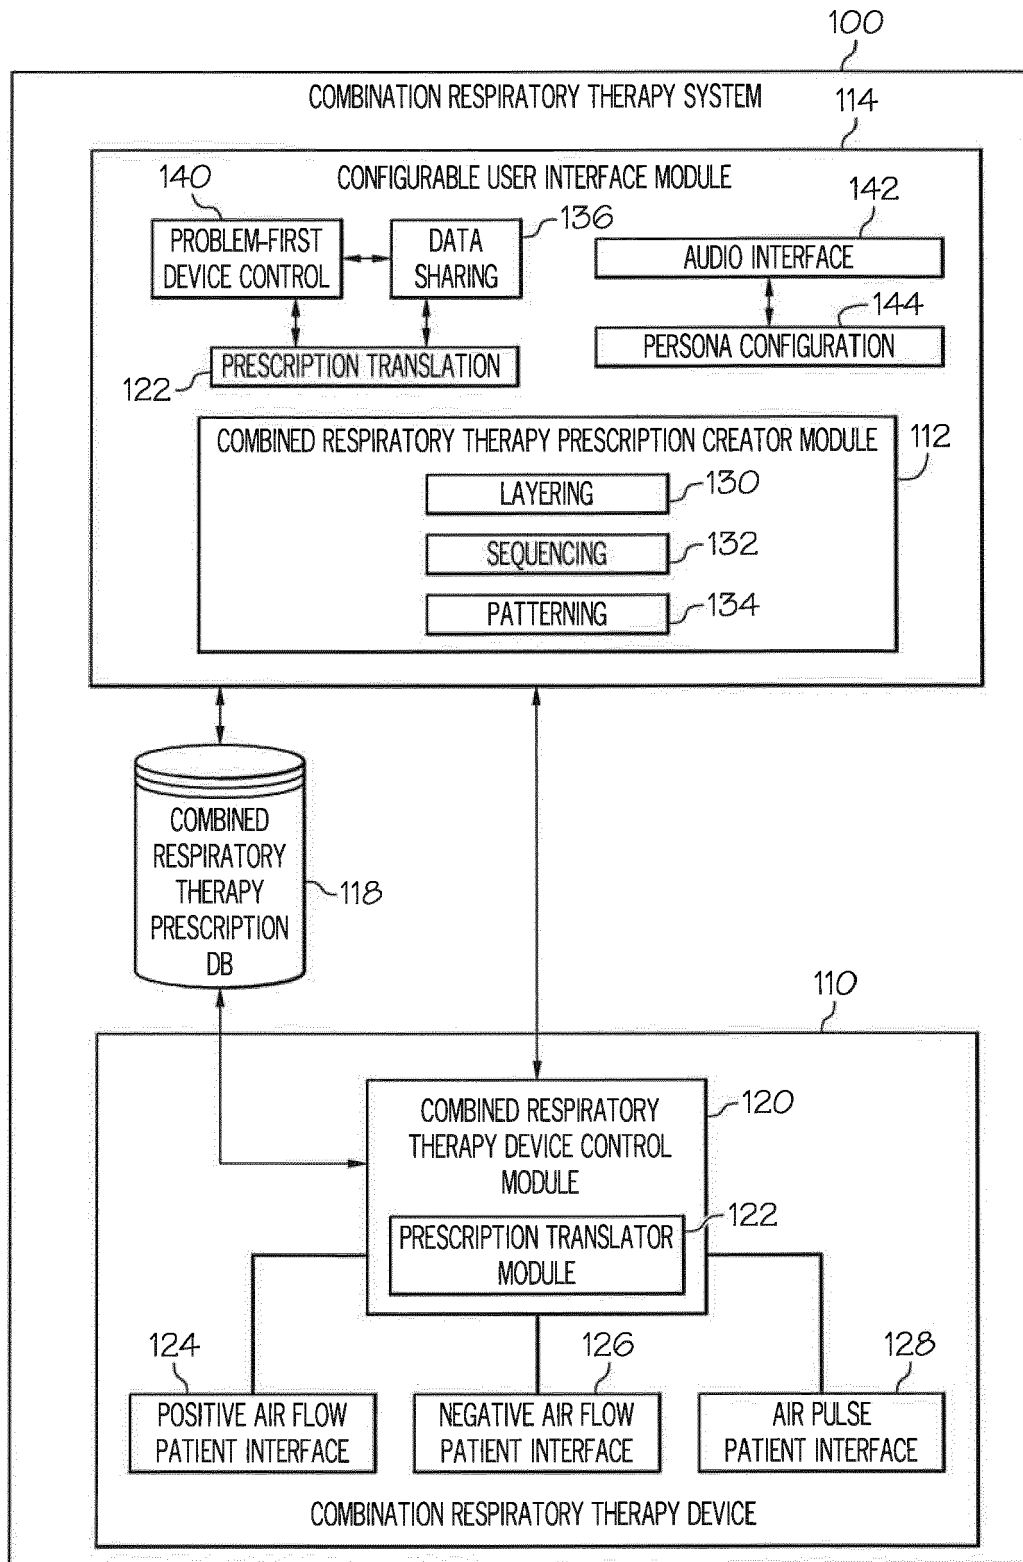 100
COMBINATION RESPIRATORY THERAPY SYSTEM
114
CONFIGURABLE USER INTERFACE MODULE
140
PROBLEM-FIRST
DEVICE CONTROL
DATA
SHARING
136
142
AUDIO INTERFACE
144
PERSONA CONFIGURATION
PRESCRIPTION TRANSLATION
122
COMBINED RESPIRATORY THERAPY PRESCRIPTION CREATOR MODULE
112
LAYERING
130
SEQUENCING
132
PATTERNING
134
COMBINED
RESPIRATORY
THERAPY
PRESCRIPTION
DB
118
110
COMBINED RESPIRATORY
THERAPY DEVICE CONTROL
MODULE
120
PRESCRIPTION TRANSLATOR
MODULE
122
124
POSITIVE AIR FLOW
PATIENT INTERFACE
126
NEGATIVE AIR FLOW
PATIENT INTERFACE
128
AIR PULSE
PATIENT INTERFACE
COMBINATION RESPIRATORY THERAPY DEVICE